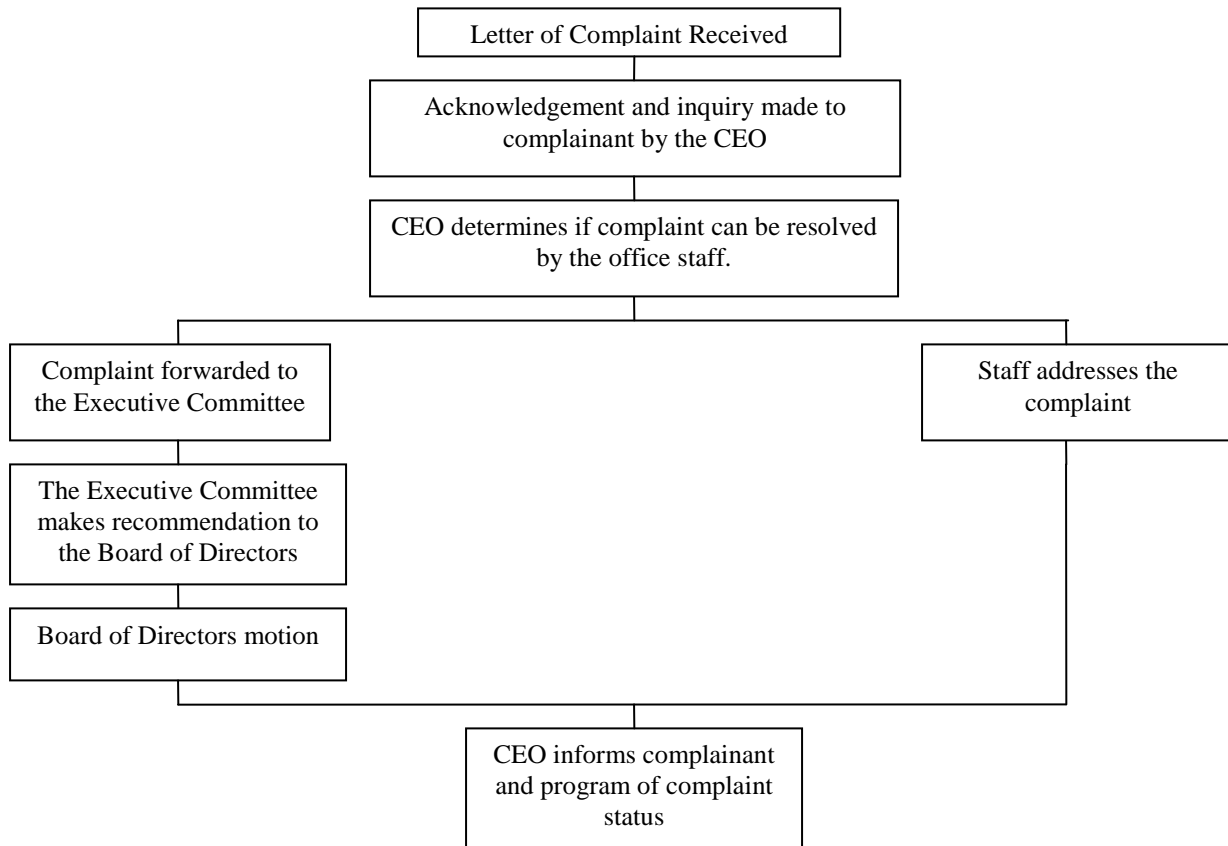 Letter of Complaint Received
Acknowledgement and inquiry made to
complainant by the CEO
CEO determines if complaint can be resolved
by the office staff.
Complaint forwarded to
the Executive Committee
Staff addresses the
complaint
The Executive Committee
makes recommendation to
the Board of Directors
Board of Directors motion
CEO informs complainant
and program of complaint
status